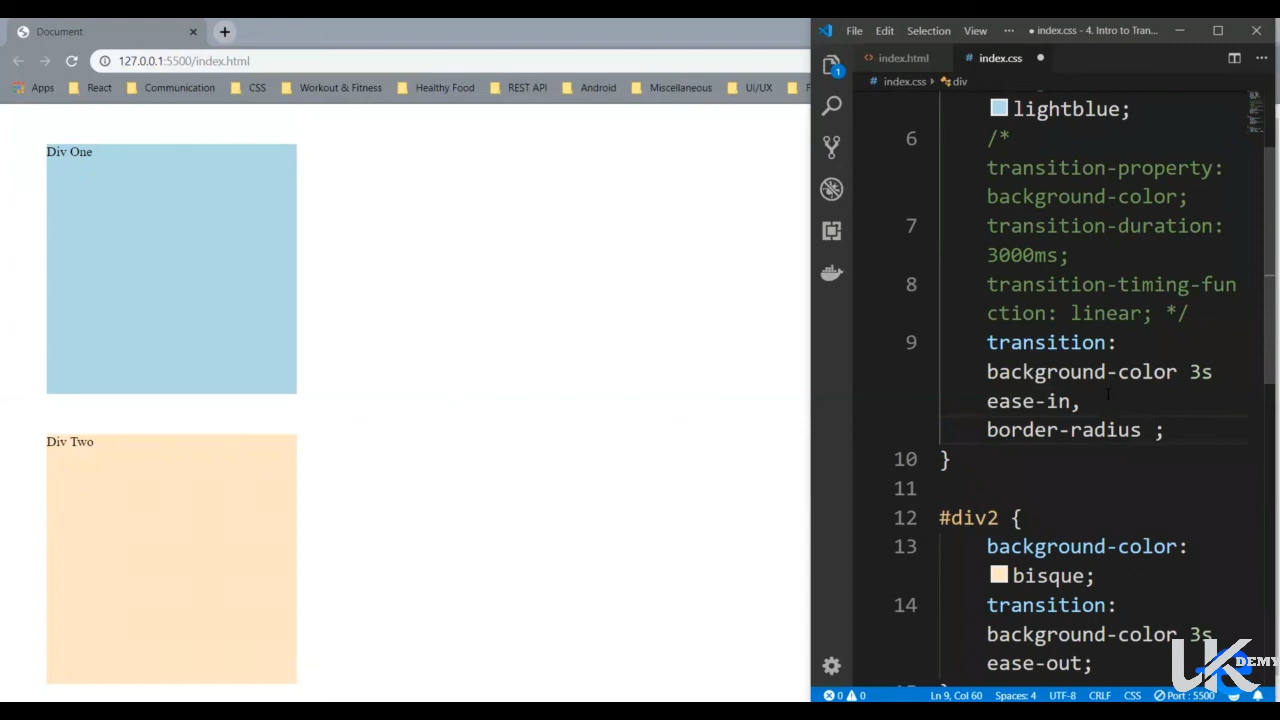 Document
File Edit Selection View ··· ● index.css - 4. Intro to Tran...
127.0.0.1:5500/index.html
index.html # index.css ●
Apps React Communication CSS Workout & Fitness Healthy Food REST API Android Miscellaneous UI/UX F
# index.css › div
1
Div One
lightblue;
6 /*
transition-property:
background-color;
7 transition-duration:
3000ms;
8 transition-timing-fun
ction: linear; */
9 transition:
background-color 3s
ease-in,
border-radius ;
10 }
11
12 #div2 {
13 background-color:
bisque;
14 transition:
background-color 3s
ease-out;
Div Two
UK DEMY
0 0 Ln 9, Col 60 Spaces: 4 UTF-8 CRLF CSS Port : 5500